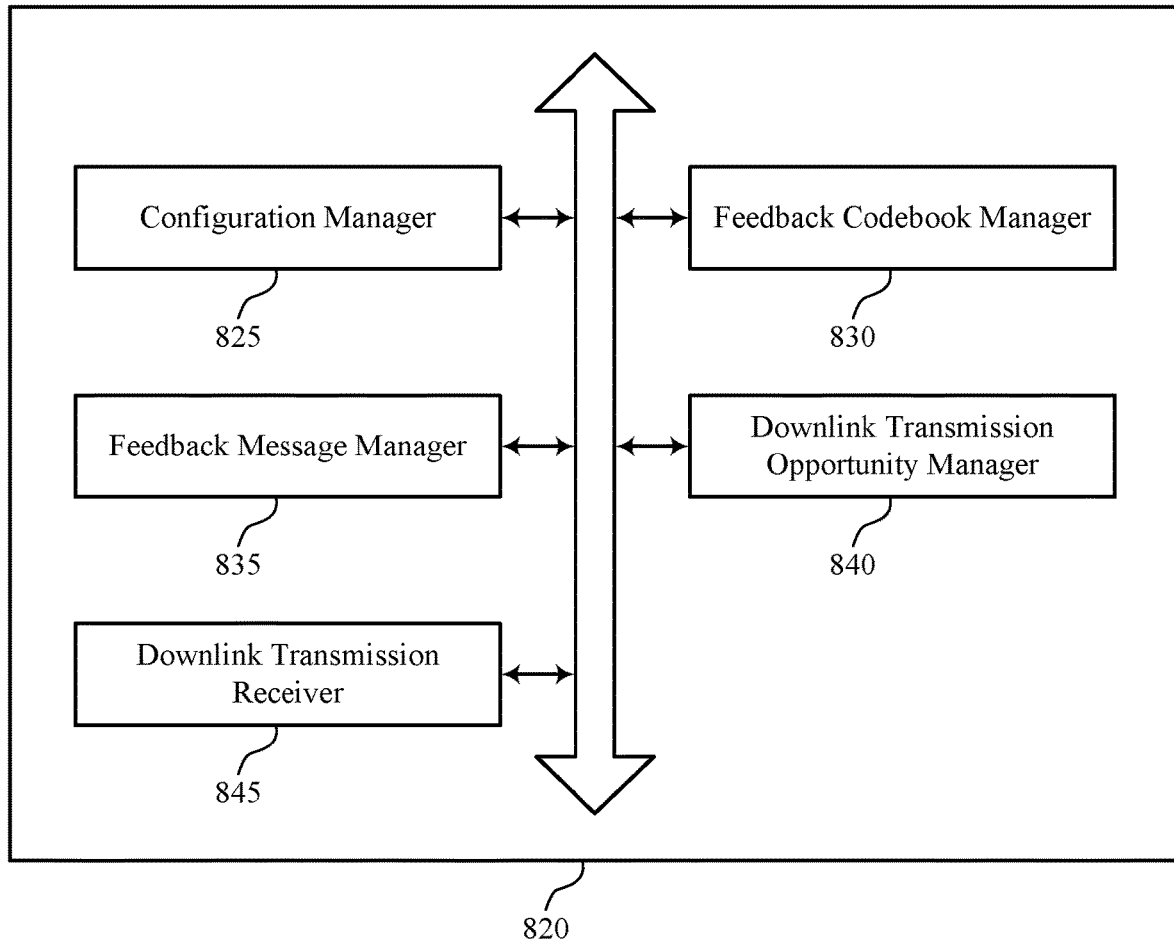 Configuration Manager
825
Feedback Codebook Manager
830
Feedback Message Manager
835
Downlink Transmission
Opportunity Manager
840
Downlink Transmission
Receiver
845
820